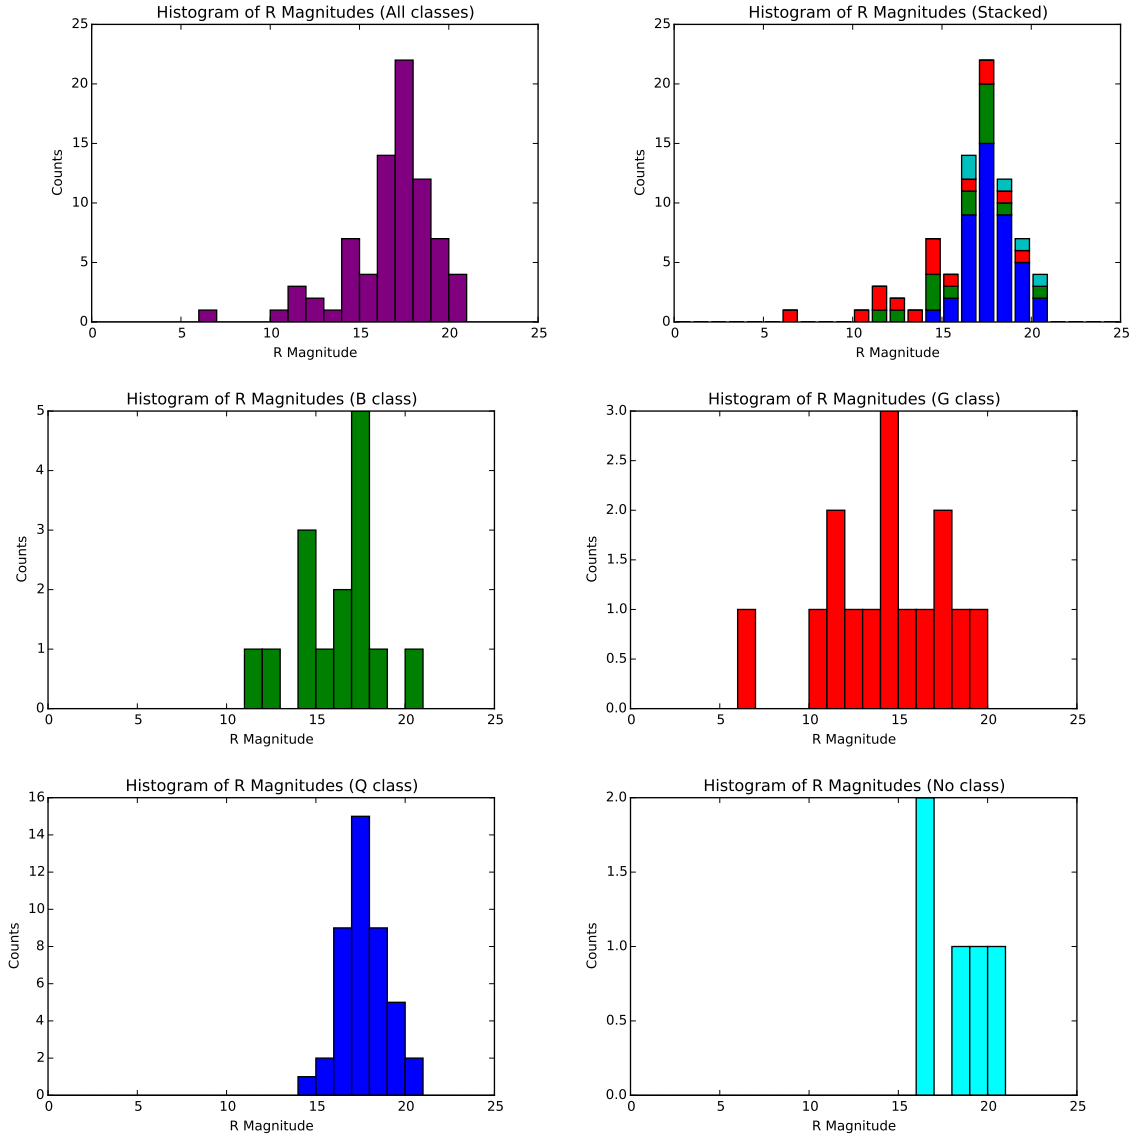 Histogram of R Magnitudes (All classes)
25
20
15
10
5
0
Counts
0 5 10 15 20 25
R Magnitude
Histogram of R Magnitudes (Stacked)
25
20
15
10
5
0
Counts
0 5 10 15 20 25
R Magnitude
Histogram of R Magnitudes (B class)
5
4
3
2
1
0
Counts
0 5 10 15 20 25
R Magnitude
Histogram of R Magnitudes (G class)
3.0
2.5
2.0
1.5
1.0
0.5
0.0
Counts
0 5 10 15 20 25
R Magnitude
Histogram of R Magnitudes (Q class)
16
14
12
10
8
6
4
2
0
Counts
0 5 10 15 20 25
R Magnitude
Histogram of R Magnitudes (No class)
2.0
1.5
1.0
0.5
0.0
Counts
0 5 10 15 20 25
R Magnitude